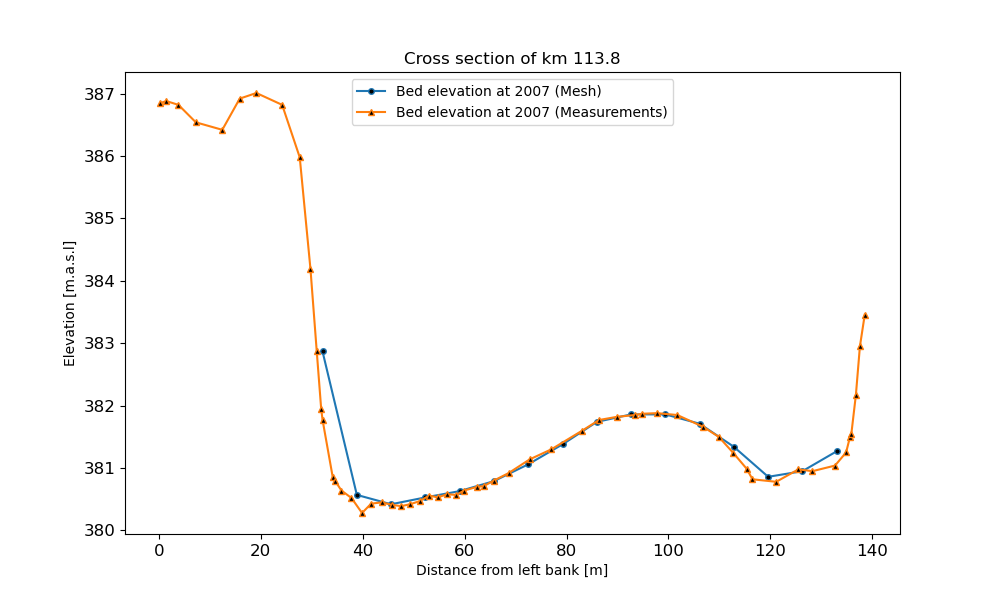 Cross section of km 113.8
Bed elevation at 2007 (Mesh)
Bed elevation at 2007 (Measurements)
387
386
385
384
383
382
381
380
Elevation [m.a.s.l]
0 20 40 60 80 100 120 140
Distance from left bank [m]